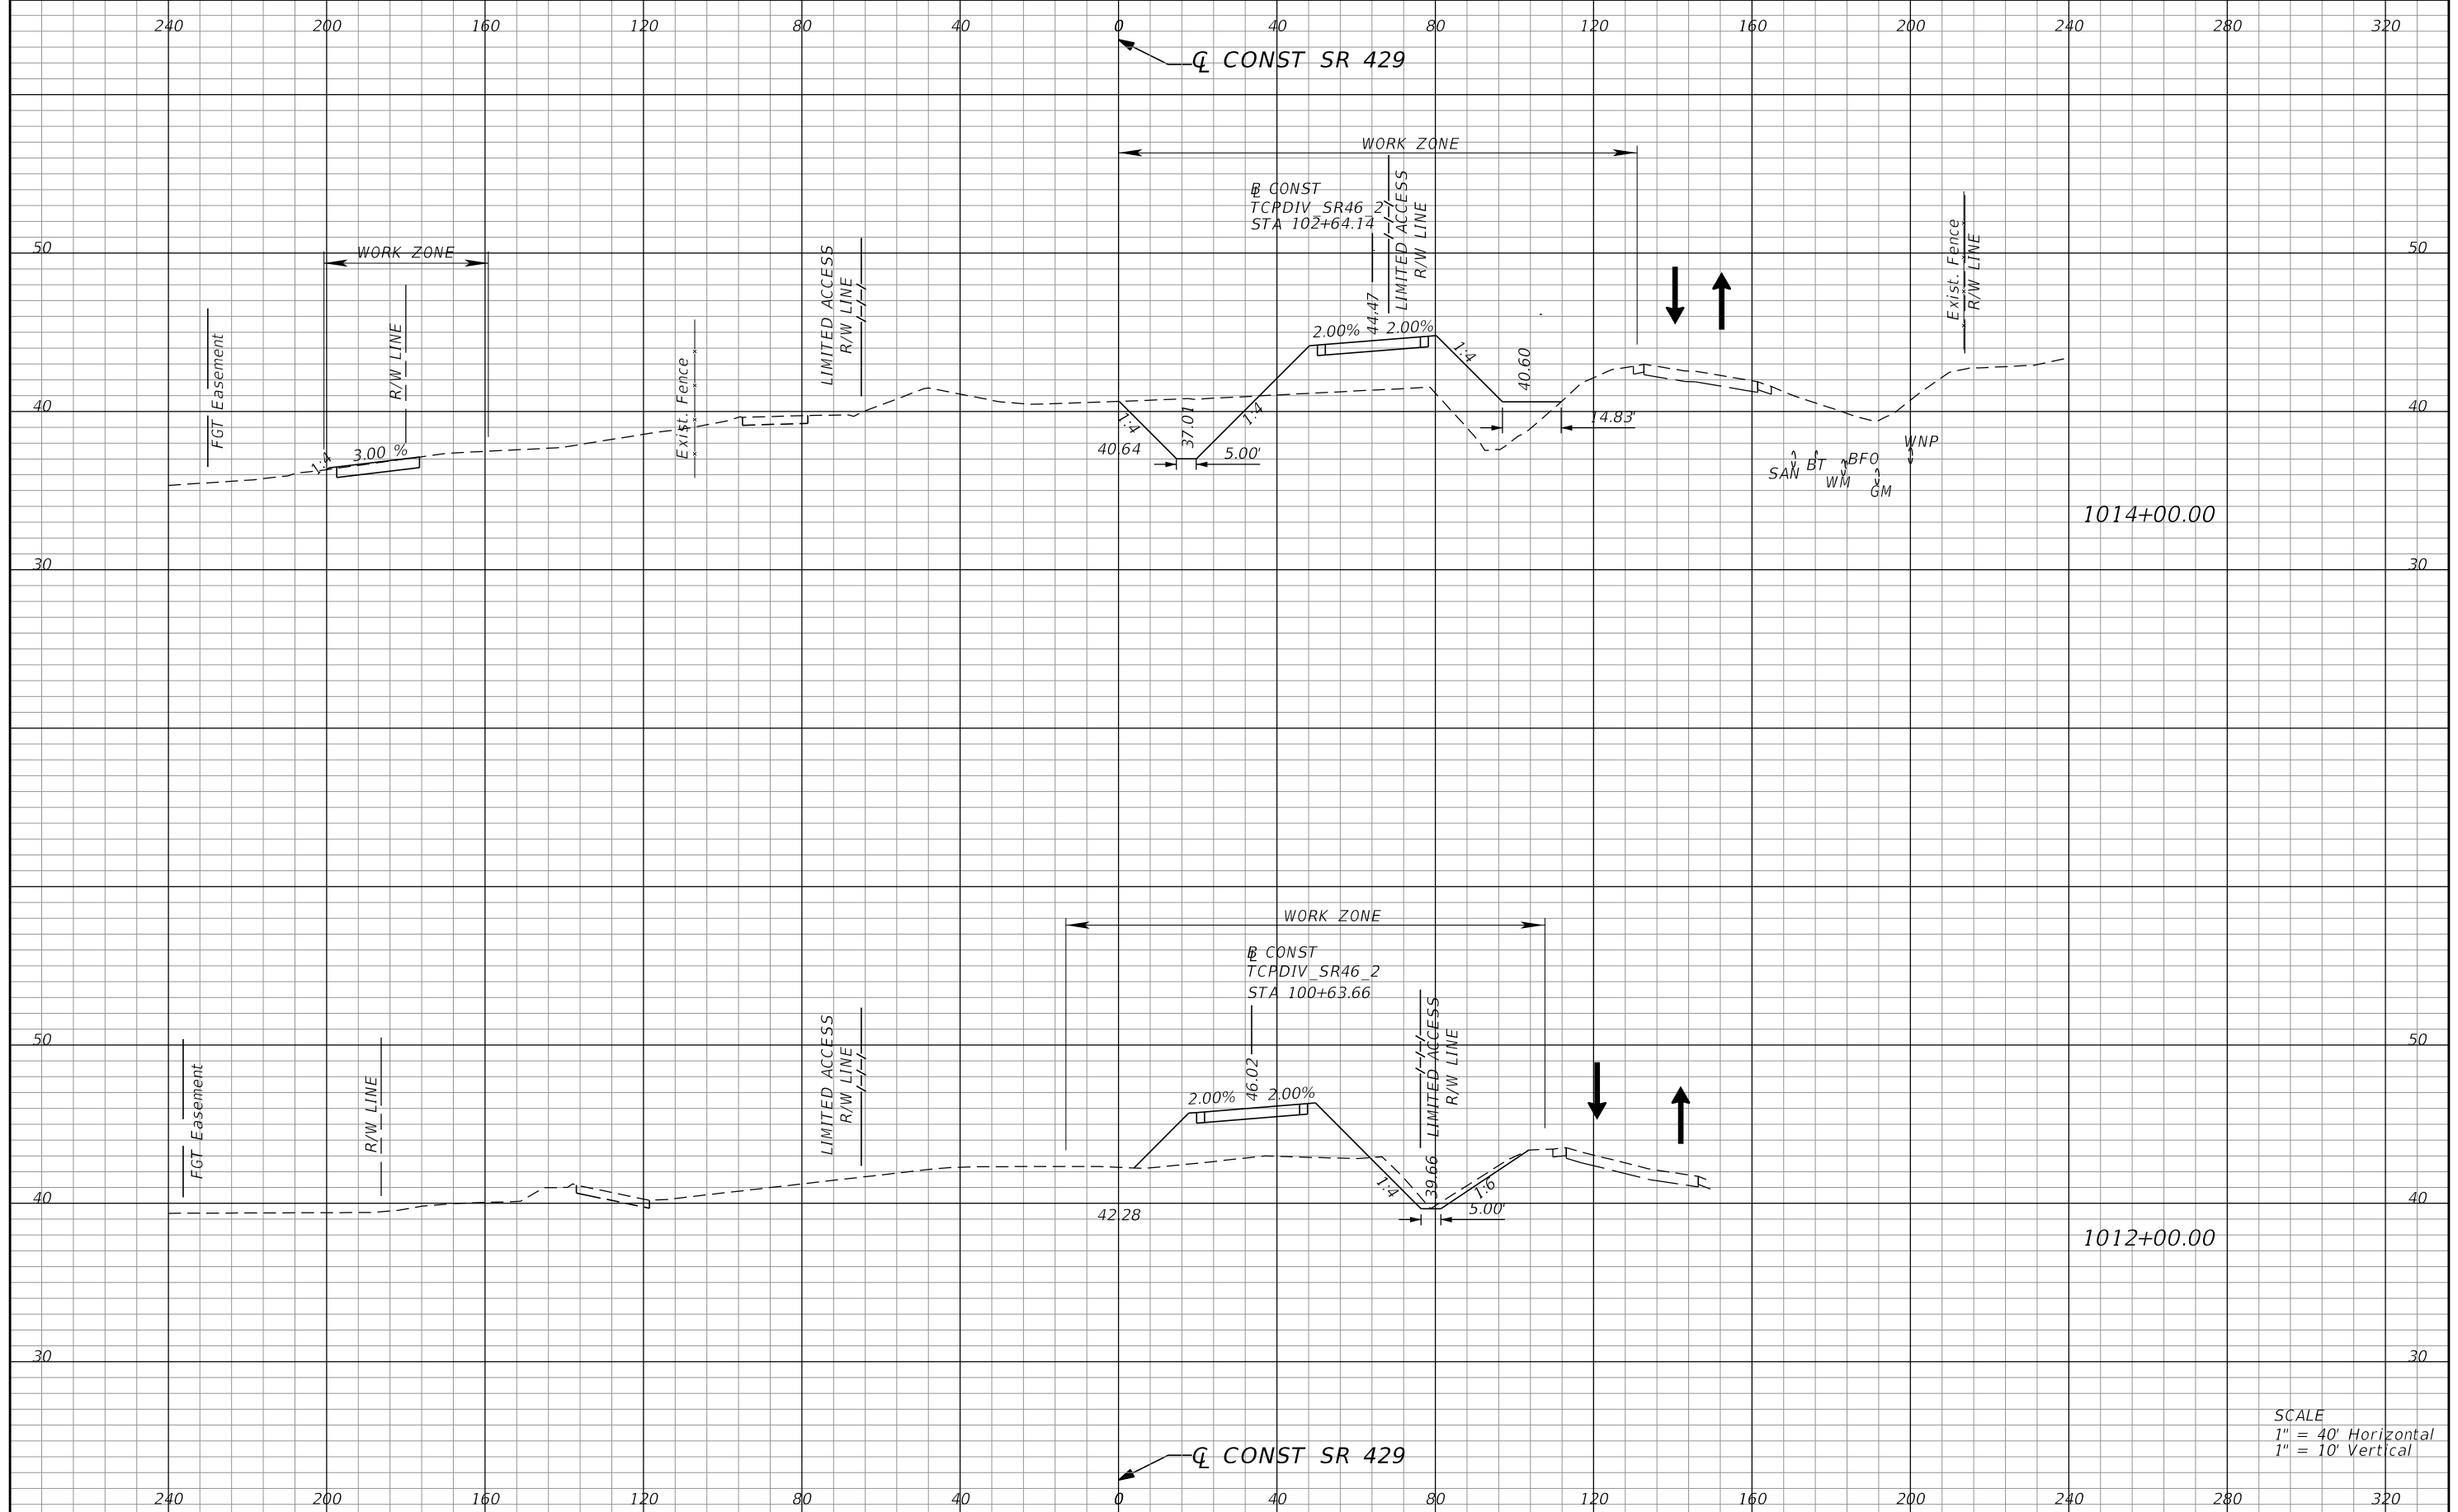 240 200 160 120 80 40 0 40 80 120 160 200 240 280 320
℄ CONST SR 429
WORK ZONE
BL CONST
TCPDIV_SR46_2
STA 102+64.14
44.47
LIMITED ACCESS
R/W LINE
50 50
WORK ZONE
FGT Easement
R/W LINE
1:4
3.00 %
Exist. Fence
LIMITED ACCESS
R/W LINE
2.00% 2.00%
1:4
40.60
Exist. Fence
R/W LINE
40 40
1:4
40.64
37.01
1:4
5.00'
14.83'
SAN
BT
WM
BFO
GM
WNP
1014+00.00
30 30
WORK ZONE
BL CONST
TCPDIV_SR46_2
STA 100+63.66
46.02
LIMITED ACCESS
R/W LINE
50 50
FGT Easement
R/W LINE
LIMITED ACCESS
R/W LINE
2.00% 2.00%
40 40
42.28
1:4
39.66
1:6
5.00'
1012+00.00
30 30
SCALE
1" = 40' Horizontal
1" = 10' Vertical
℄ CONST SR 429
240 200 160 120 80 40 0 40 80 120 160 200 240 280 320